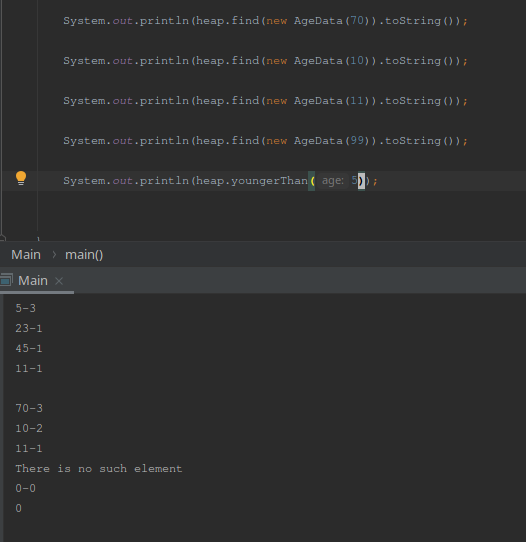 System.out.println(heap.find(new AgeData(70)).toString());
System.out.println(heap.find(new AgeData(10)).toString());
System.out.println(heap.find(new AgeData(11)).toString());
System.out.println(heap.find(new AgeData(99)).toString());
System.out.println(heap.youngerThan( age: 5));
}
Main > main()
Main ×
5-3
23-1
45-1
11-1
70-3
10-2
11-1
There is no such element
0-0
0